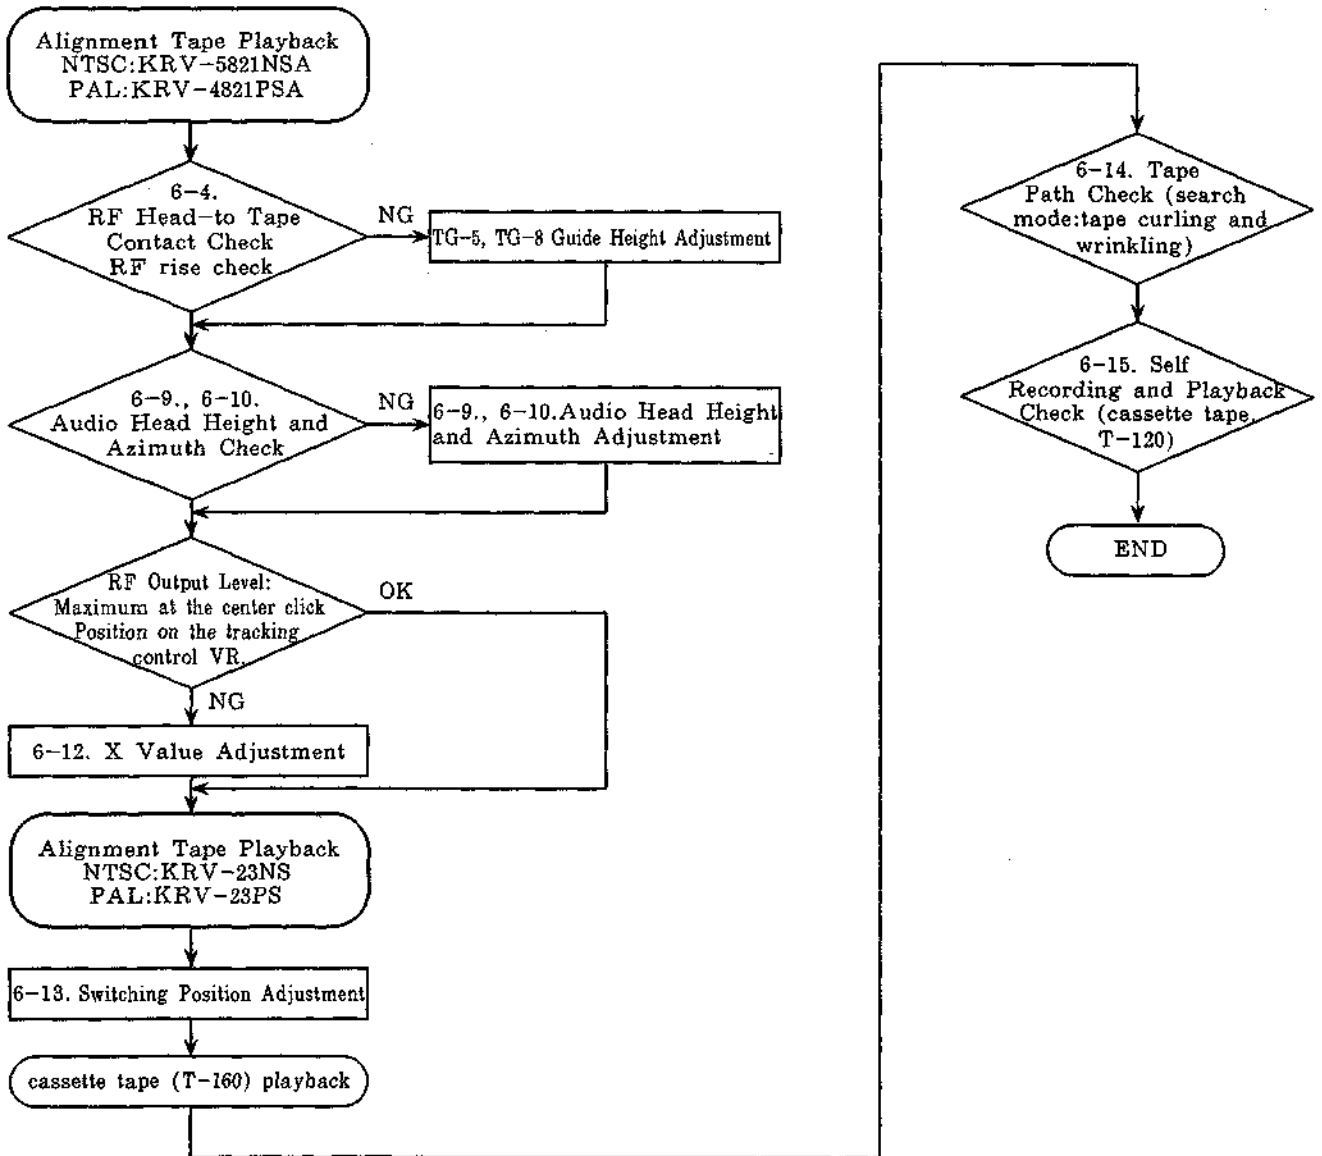 Alignment Tape Playback
NTSC:KRV-5821NSA
PAL:KRV-4821PSA
6-4.
RF Head-to Tape
Contact Check
RF rise check
NG
TG-5, TG-8 Guide Height Adjustment
6-9., 6-10.
Audio Head Height and
Azimuth Check
NG
6-9., 6-10.Audio Head Height
and Azimuth Adjustment
RF Output Level:
Maximum at the center click
Position on the tracking
control VR.
OK
NG
6-12. X Value Adjustment
Alignment Tape Playback
NTSC:KRV-23NS
PAL:KRV-23PS
6-13. Switching Position Adjustment
cassette tape (T-160) playback
6-14. Tape
Path Check (search
mode:tape curling and
wrinkling)
6-15. Self
Recording and Playback
Check (cassette tape,
T-120)
END